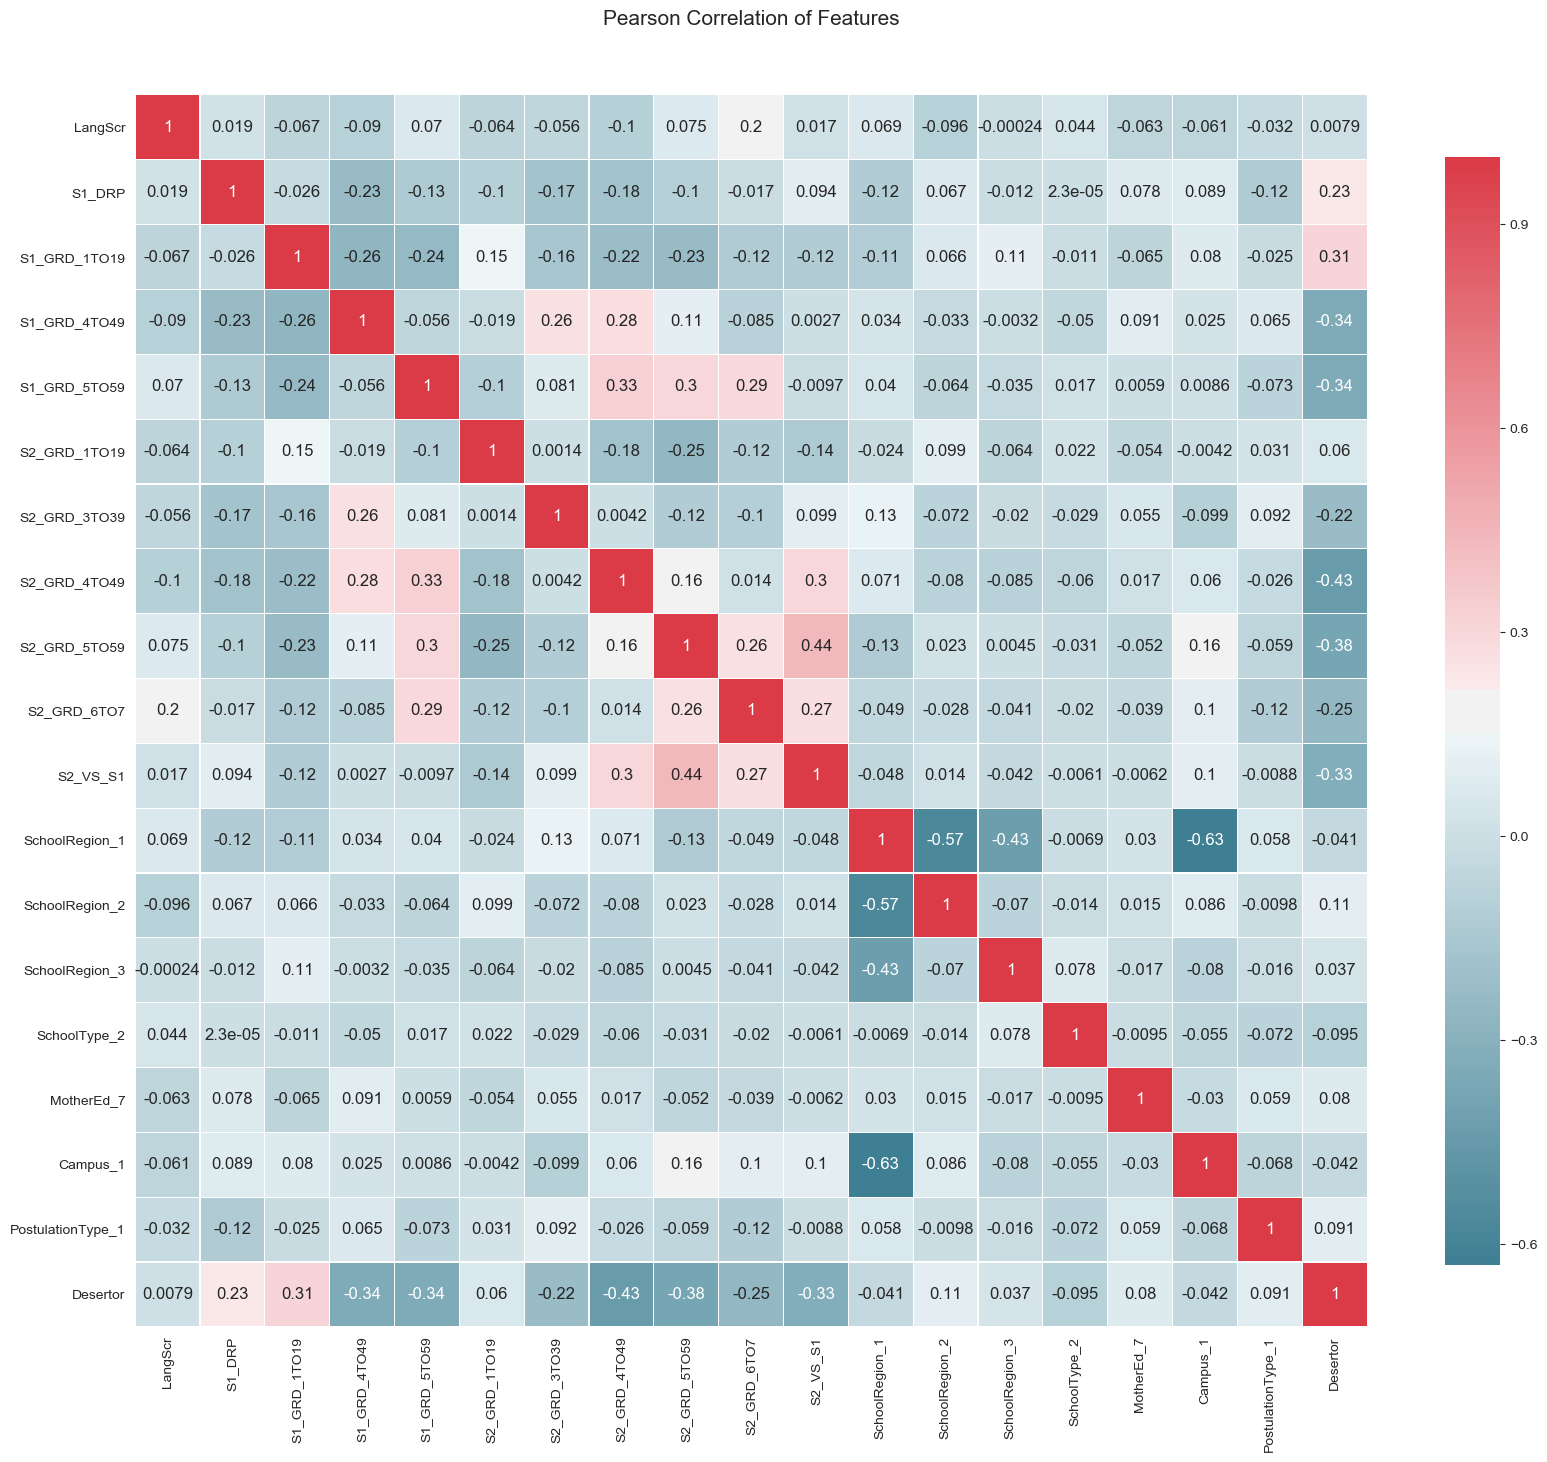 Pearson Correlation of Features
LangScr 1 0.019 -0.067 -0.09 0.07 -0.064 -0.056 -0.1 0.075 0.2 0.017 0.069 -0.096 -0.00024 0.044 -0.063 -0.061 -0.032 0.0079
S1_DRP 0.019 1 -0.026 -0.23 -0.13 -0.1 -0.17 -0.18 -0.1 -0.017 0.094 -0.12 0.067 -0.012 2.3e-05 0.078 0.089 -0.12 0.23
S1_GRD_1TO19 -0.067 -0.026 1 -0.26 -0.24 0.15 -0.16 -0.22 -0.23 -0.12 -0.12 -0.11 0.066 0.11 -0.011 -0.065 0.08 -0.025 0.31
S1_GRD_4TO49 -0.09 -0.23 -0.26 1 -0.056 -0.019 0.26 0.28 0.11 -0.085 0.0027 0.034 -0.033 -0.0032 -0.05 0.091 0.025 0.065 -0.34
S1_GRD_5TO59 0.07 -0.13 -0.24 -0.056 1 -0.1 0.081 0.33 0.3 0.29 -0.0097 0.04 -0.064 -0.035 0.017 0.0059 0.0086 -0.073 -0.34
S2_GRD_1TO19 -0.064 -0.1 0.15 -0.019 -0.1 1 0.0014 -0.18 -0.25 -0.12 -0.14 -0.024 0.099 -0.064 0.022 -0.054 -0.0042 0.031 0.06
S2_GRD_3TO39 -0.056 -0.17 -0.16 0.26 0.081 0.0014 1 0.0042 -0.12 -0.1 0.099 0.13 -0.072 -0.02 -0.029 0.055 -0.099 0.092 -0.22
S2_GRD_4TO49 -0.1 -0.18 -0.22 0.28 0.33 -0.18 0.0042 1 0.16 0.014 0.3 0.071 -0.08 -0.085 -0.06 0.017 0.06 -0.026 -0.43
S2_GRD_5TO59 0.075 -0.1 -0.23 0.11 0.3 -0.25 -0.12 0.16 1 0.26 0.44 -0.13 0.023 0.0045 -0.031 -0.052 0.16 -0.059 -0.38
S2_GRD_6TO7 0.2 -0.017 -0.12 -0.085 0.29 -0.12 -0.1 0.014 0.26 1 0.27 -0.049 -0.028 -0.041 -0.02 -0.039 0.1 -0.12 -0.25
S2_VS_S1 0.017 0.094 -0.12 0.0027 -0.0097 -0.14 0.099 0.3 0.44 0.27 1 -0.048 0.014 -0.042 -0.0061 -0.0062 0.1 -0.0088 -0.33
SchoolRegion_1 0.069 -0.12 -0.11 0.034 0.04 -0.024 0.13 0.071 -0.13 -0.049 -0.048 1 -0.57 -0.43 -0.0069 0.03 -0.63 0.058 -0.041
SchoolRegion_2 -0.096 0.067 0.066 -0.033 -0.064 0.099 -0.072 -0.08 0.023 -0.028 0.014 -0.57 1 -0.07 -0.014 0.015 0.086 -0.0098 0.11
SchoolRegion_3 -0.00024 -0.012 0.11 -0.0032 -0.035 -0.064 -0.02 -0.085 0.0045 -0.041 -0.042 -0.43 -0.07 1 0.078 -0.017 -0.08 -0.016 0.037
SchoolType_2 0.044 2.3e-05 -0.011 -0.05 0.017 0.022 -0.029 -0.06 -0.031 -0.02 -0.0061 -0.0069 -0.014 0.078 1 -0.0095 -0.055 -0.072 -0.095
MotherEd_7 -0.063 0.078 -0.065 0.091 0.0059 -0.054 0.055 0.017 -0.052 -0.039 -0.0062 0.03 0.015 -0.017 -0.0095 1 -0.03 0.059 0.08
Campus_1 -0.061 0.089 0.08 0.025 0.0086 -0.0042 -0.099 0.06 0.16 0.1 0.1 -0.63 0.086 -0.08 -0.055 -0.03 1 -0.068 -0.042
PostulationType_1 -0.032 -0.12 -0.025 0.065 -0.073 0.031 0.092 -0.026 -0.059 -0.12 -0.0088 0.058 -0.0098 -0.016 -0.072 0.059 -0.068 1 0.091
Desertor 0.0079 0.23 0.31 -0.34 -0.34 0.06 -0.22 -0.43 -0.38 -0.25 -0.33 -0.041 0.11 0.037 -0.095 0.08 -0.042 0.091 1
LangScr
S1_DRP
S1_GRD_1TO19
S1_GRD_4TO49
S1_GRD_5TO59
S2_GRD_1TO19
S2_GRD_3TO39
S2_GRD_4TO49
S2_GRD_5TO59
S2_GRD_6TO7
S2_VS_S1
SchoolRegion_1
SchoolRegion_2
SchoolRegion_3
SchoolType_2
MotherEd_7
Campus_1
PostulationType_1
Desertor
0.9
0.6
0.3
0.0
−0.3
−0.6